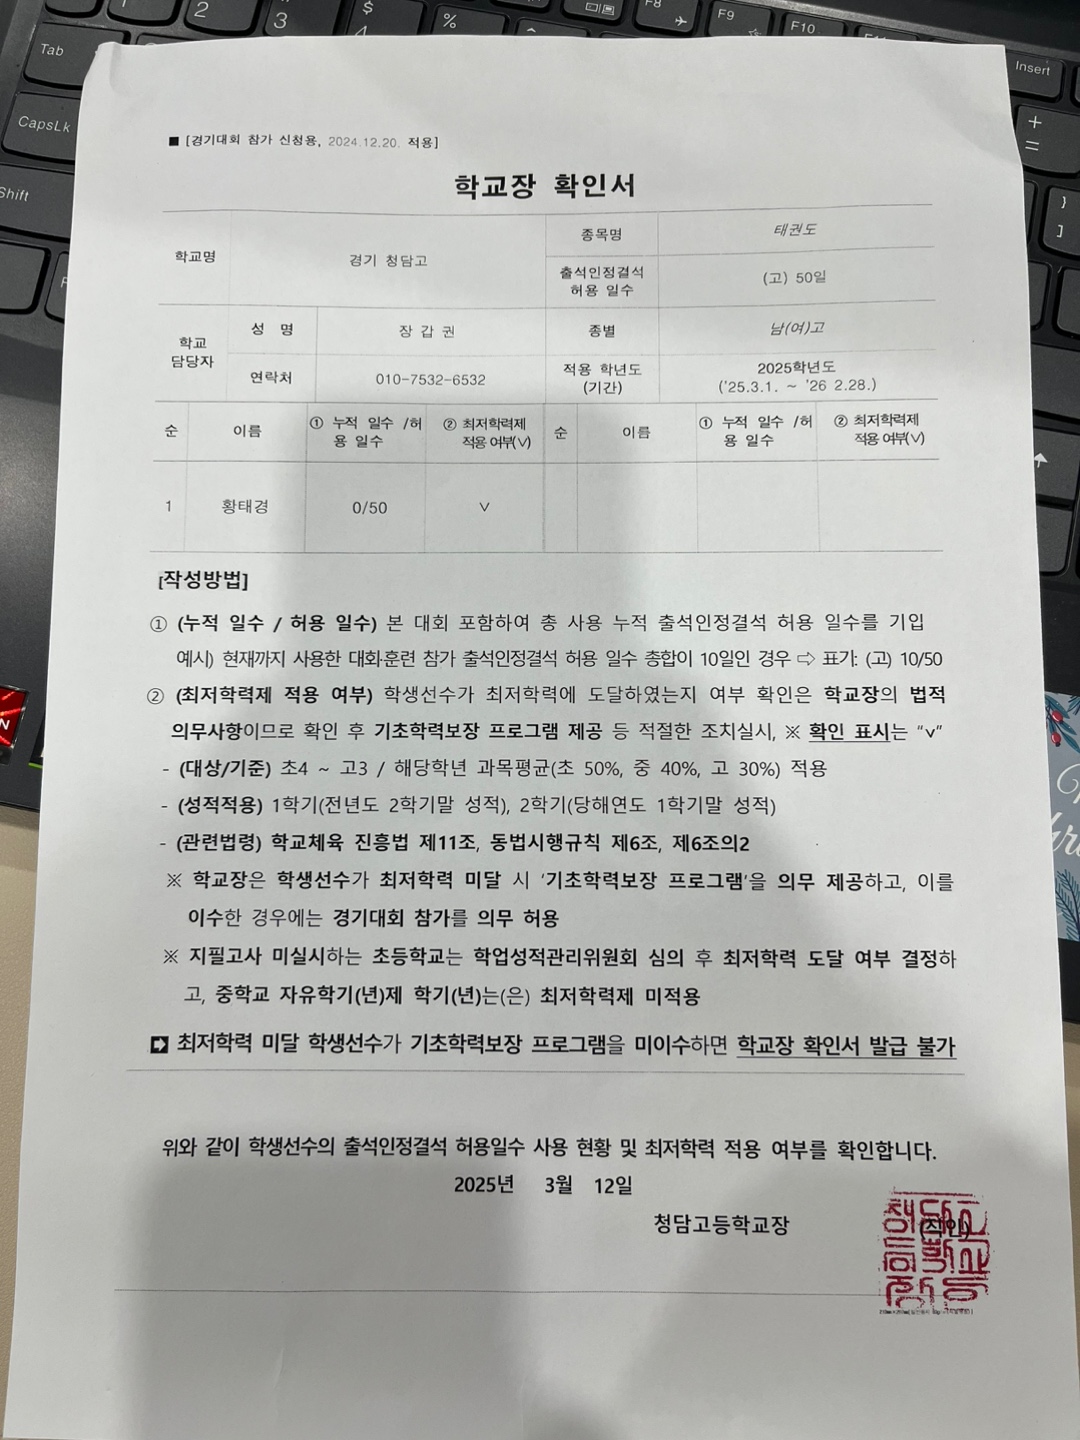 ■ [경기대회 참가 신청용, 2024.12.20. 적용]
학교장 확인서
학교명
경기 청담고
종목명
태권도
출석인정결석
허용 일수
(고) 50일
학교
담당자
성 명
장 갑 권
종별
남(여)고
연락처
010-7532-6532
적용 학년도
(기간)
2025학년도
('25.3.1. ~ '26 2.28.)
순
이름
① 누적 일수 /허
용 일수
② 최저학력제
적용 여부(∨)
순
이름
① 누적 일수 /허
용 일수
② 최저학력제
적용 여부(∨)
1
황태경
0/50
∨
[작성방법]
① (누적 일수 / 허용 일수) 본 대회 포함하여 총 사용 누적 출석인정결석 허용 일수를 기입
예시) 현재까지 사용한 대회·훈련 참가 출석인정결석 허용 일수 총합이 10일인 경우 ⇨ 표기: (고) 10/50
② (최저학력제 적용 여부) 학생선수가 최저학력에 도달하였는지 여부 확인은 학교장의 법적
의무사항이므로 확인 후 기초학력보장 프로그램 제공 등 적절한 조치실시, ※ 확인 표시는 "v"
- (대상/기준) 초4 ~ 고3 / 해당학년 과목평균(초 50%, 중 40%, 고 30%) 적용
- (성적적용) 1학기(전년도 2학기말 성적), 2학기(당해연도 1학기말 성적)
- (관련법령) 학교체육 진흥법 제11조, 동법시행규칙 제6조, 제6조의2
※ 학교장은 학생선수가 최저학력 미달 시 '기초학력보장 프로그램'을 의무 제공하고, 이를
이수한 경우에는 경기대회 참가를 의무 허용
※ 지필고사 미실시하는 초등학교는 학업성적관리위원회 심의 후 최저학력 도달 여부 결정하
고, 중학교 자유학기(년)제 학기(년)는(은) 최저학력제 미적용
➡ 최저학력 미달 학생선수가 기초학력보장 프로그램을 미이수하면 학교장 확인서 발급 불가
위와 같이 학생선수의 출석인정결석 허용일수 사용 현황 및 최저학력 적용 여부를 확인합니다.
2025년 3월 12일
청담고등학교장
(직인)
Tab
CapsLk
Shift
1
2
3
$
4
%
F8
F9
F10
Insert
+
=
}
]